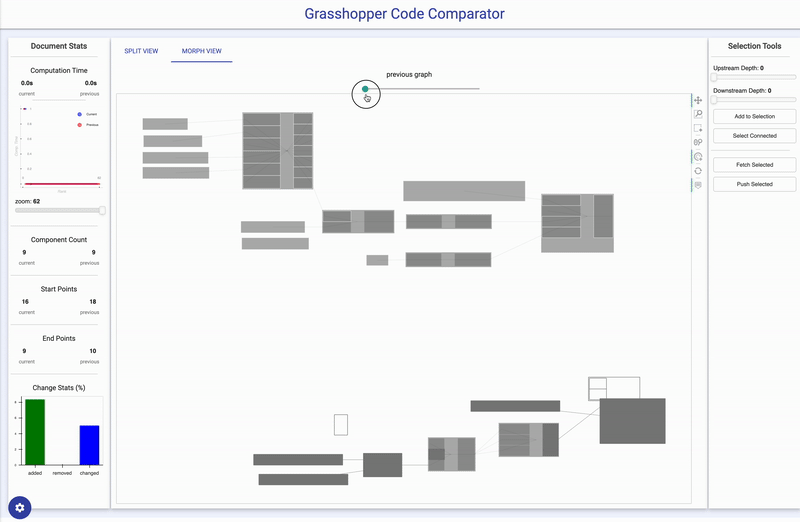 Grasshopper Code Comparator
Document Stats
Computation Time
0.0s 0.0s
current previous
Current
Previous
zoom: 62
Component Count
9 9
current previous
Start Points
16 18
current previous
End Points
9 10
current previous
Change Stats (%)
added removed changed
SPLIT VIEW MORPH VIEW
previous graph
Selection Tools
Upstream Depth: 0
Downstream Depth: 0
Add to Selection
Select Connected
Fetch Selected
Push Selected